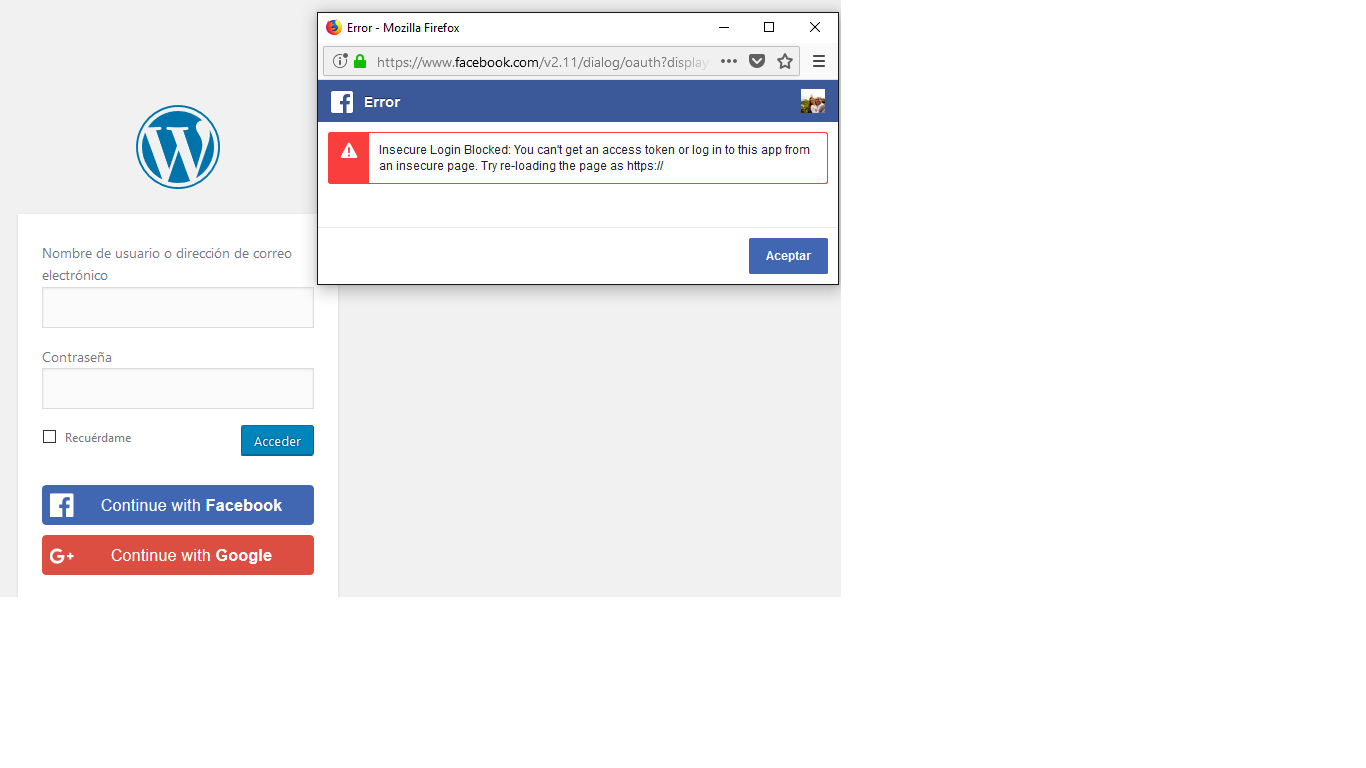 Error - Mozilla Firefox
https://www.facebook.com/v2.11/dialog/oauth?display
Error
Insecure Login Blocked: You can't get an access token or log in to this app from
an insecure page. Try re-loading the page as https://
Aceptar
Nombre de usuario o dirección de correo
electrónico
Contraseña
Recuérdame
Acceder
Continue with Facebook
G+ Continue with Google